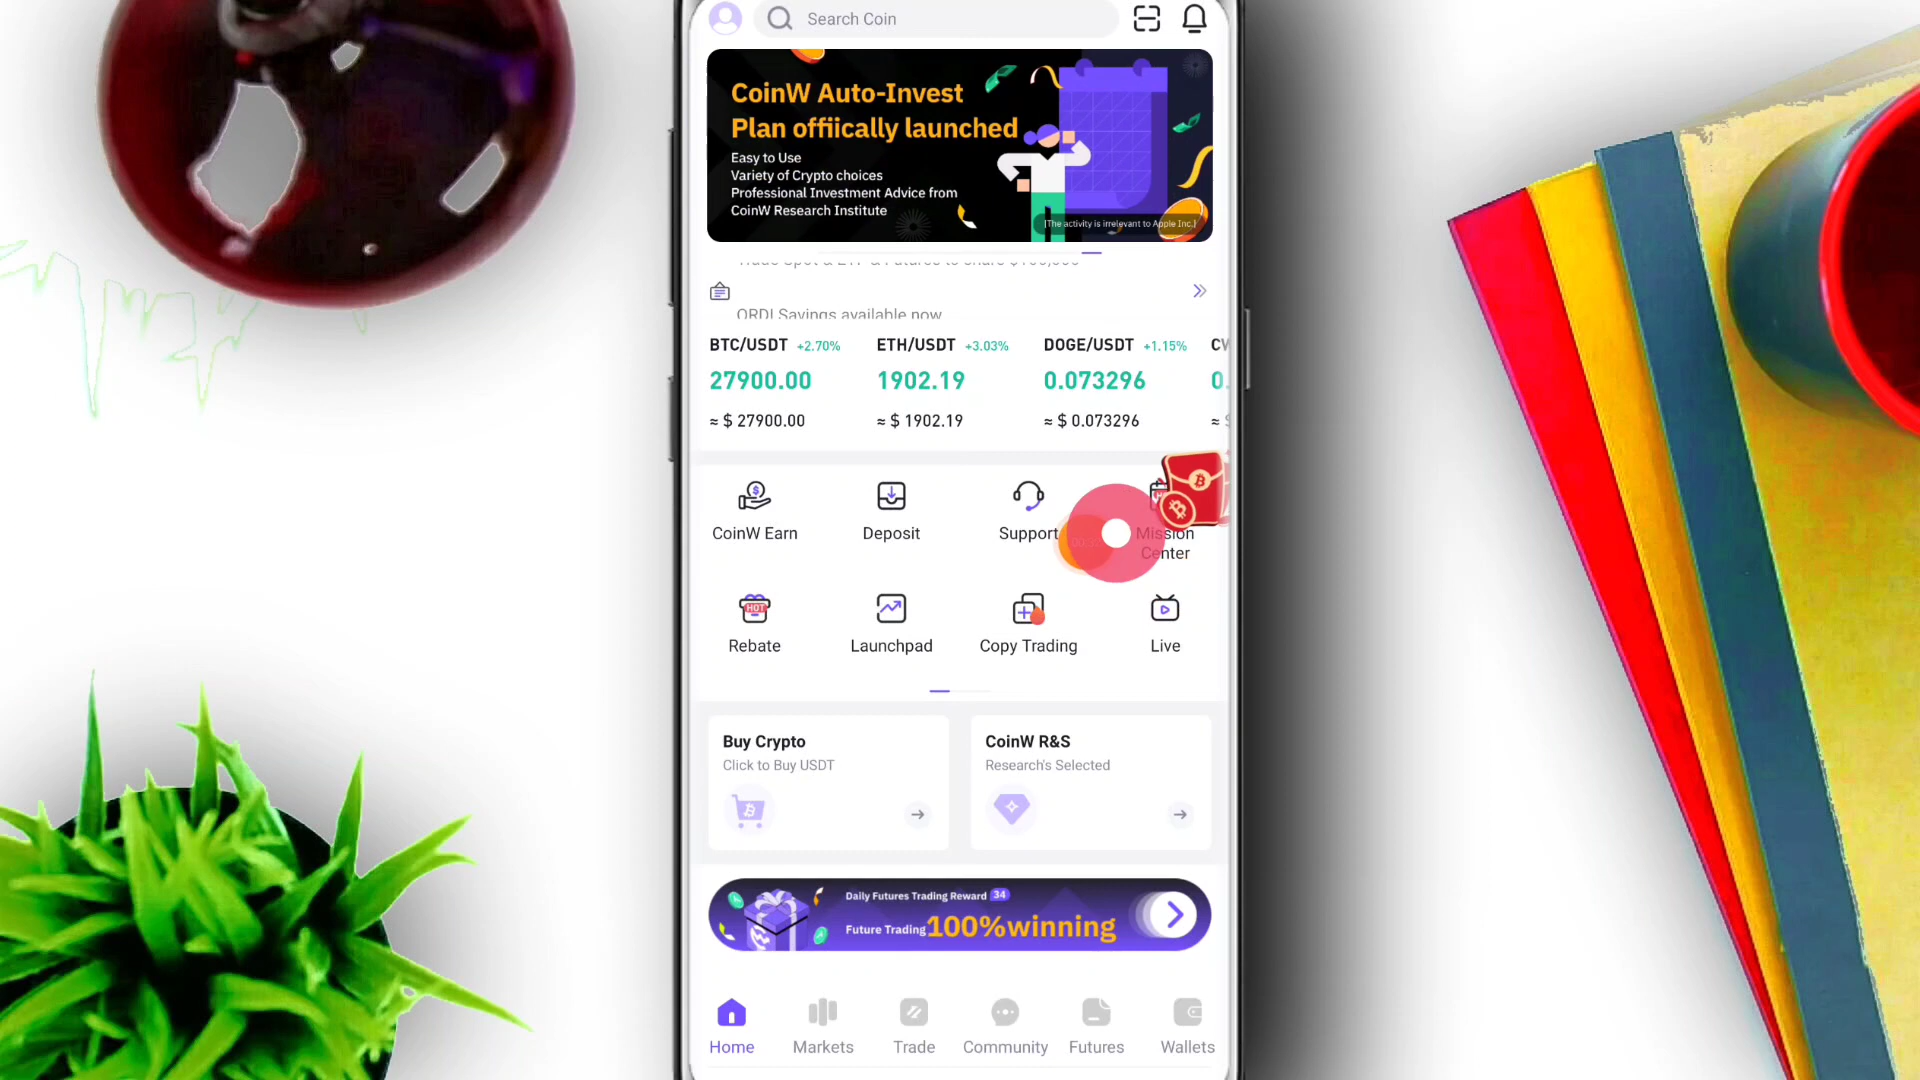 Search Coin
CoinW Auto-Invest
Plan offiically launched
Easy to Use
Variety of Crypto choices
Professional Investment Advice from
CoinW Research Institute
[The activity is irrelevant to Apple Inc.]
ORDI Savings available now
BTC/USDT +2.70% ETH/USDT +3.03% DOGE/USDT +1.15%
27900.00 1902.19 0.073296 0.
≈ $ 27900.00 ≈ $ 1902.19 ≈ $ 0.073296 ≈
CoinW Earn Deposit Support Mission
Center
HOT
Rebate Launchpad Copy Trading Live
Buy Crypto CoinW R&S
Click to Buy USDT Research's Selected
Daily Futures Trading Reward 34
Future Trading 100%winning
Home Markets Trade Community Futures Wallets